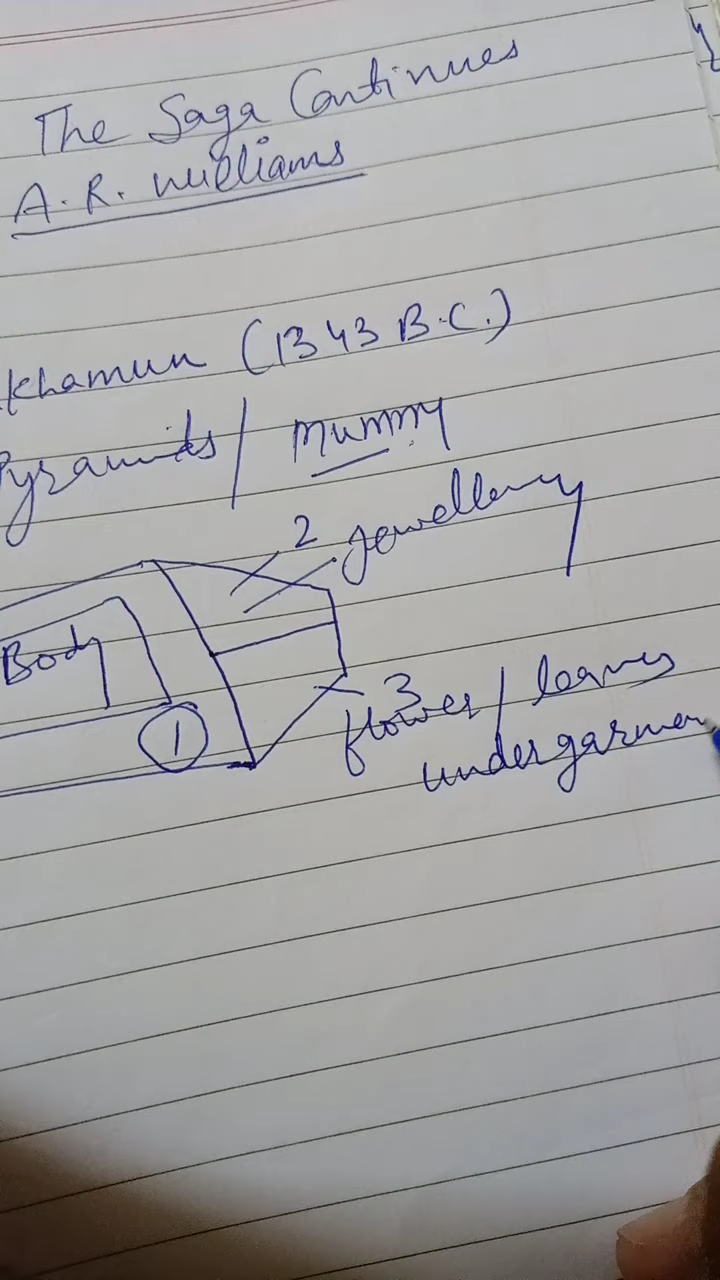 The Saga Continues
A. R. Williams
khamun (1343 B.C.)
Pyramids / Mummy
2 Jewellery
Body
1
3
flower / leaves
undergarmen